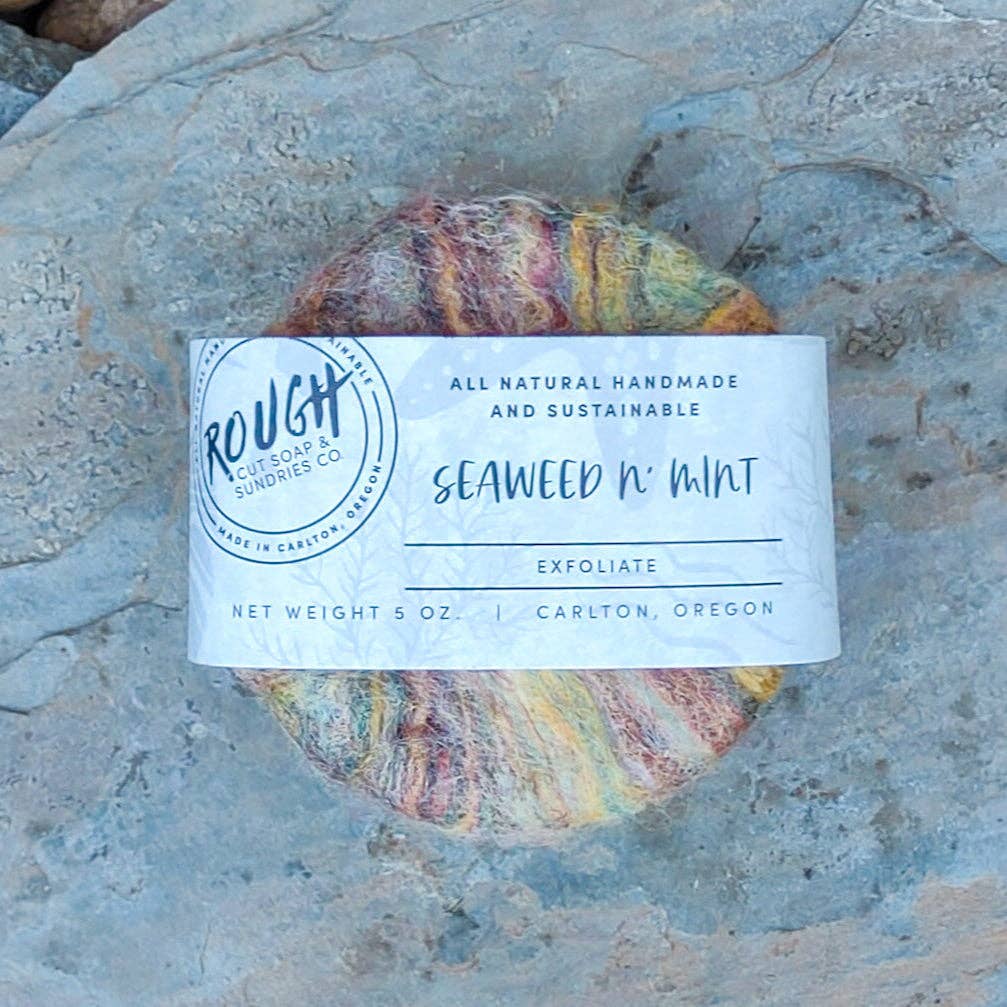 ROUGH
CUT SOAP &
SUNDRIES CO.
MADE IN CARLTON, OREGON
ALL NATURAL HANDMADE
AND SUSTAINABLE
SEAWEED N' MINT
EXFOLIATE
NET WEIGHT 5 OZ. | CARLTON, OREGON